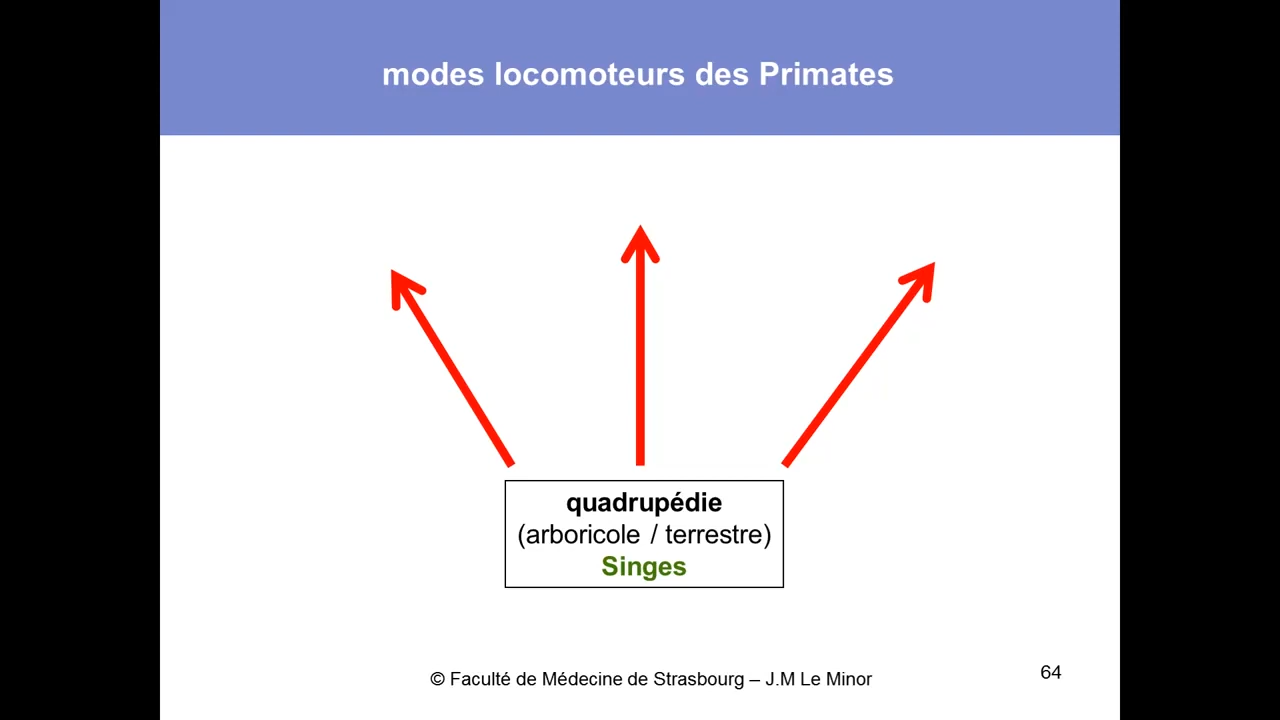 modes locomoteurs des Primates
quadrupédie
(arboricole / terrestre)
Singes
© Faculté de Médecine de Strasbourg – J.M Le Minor
64